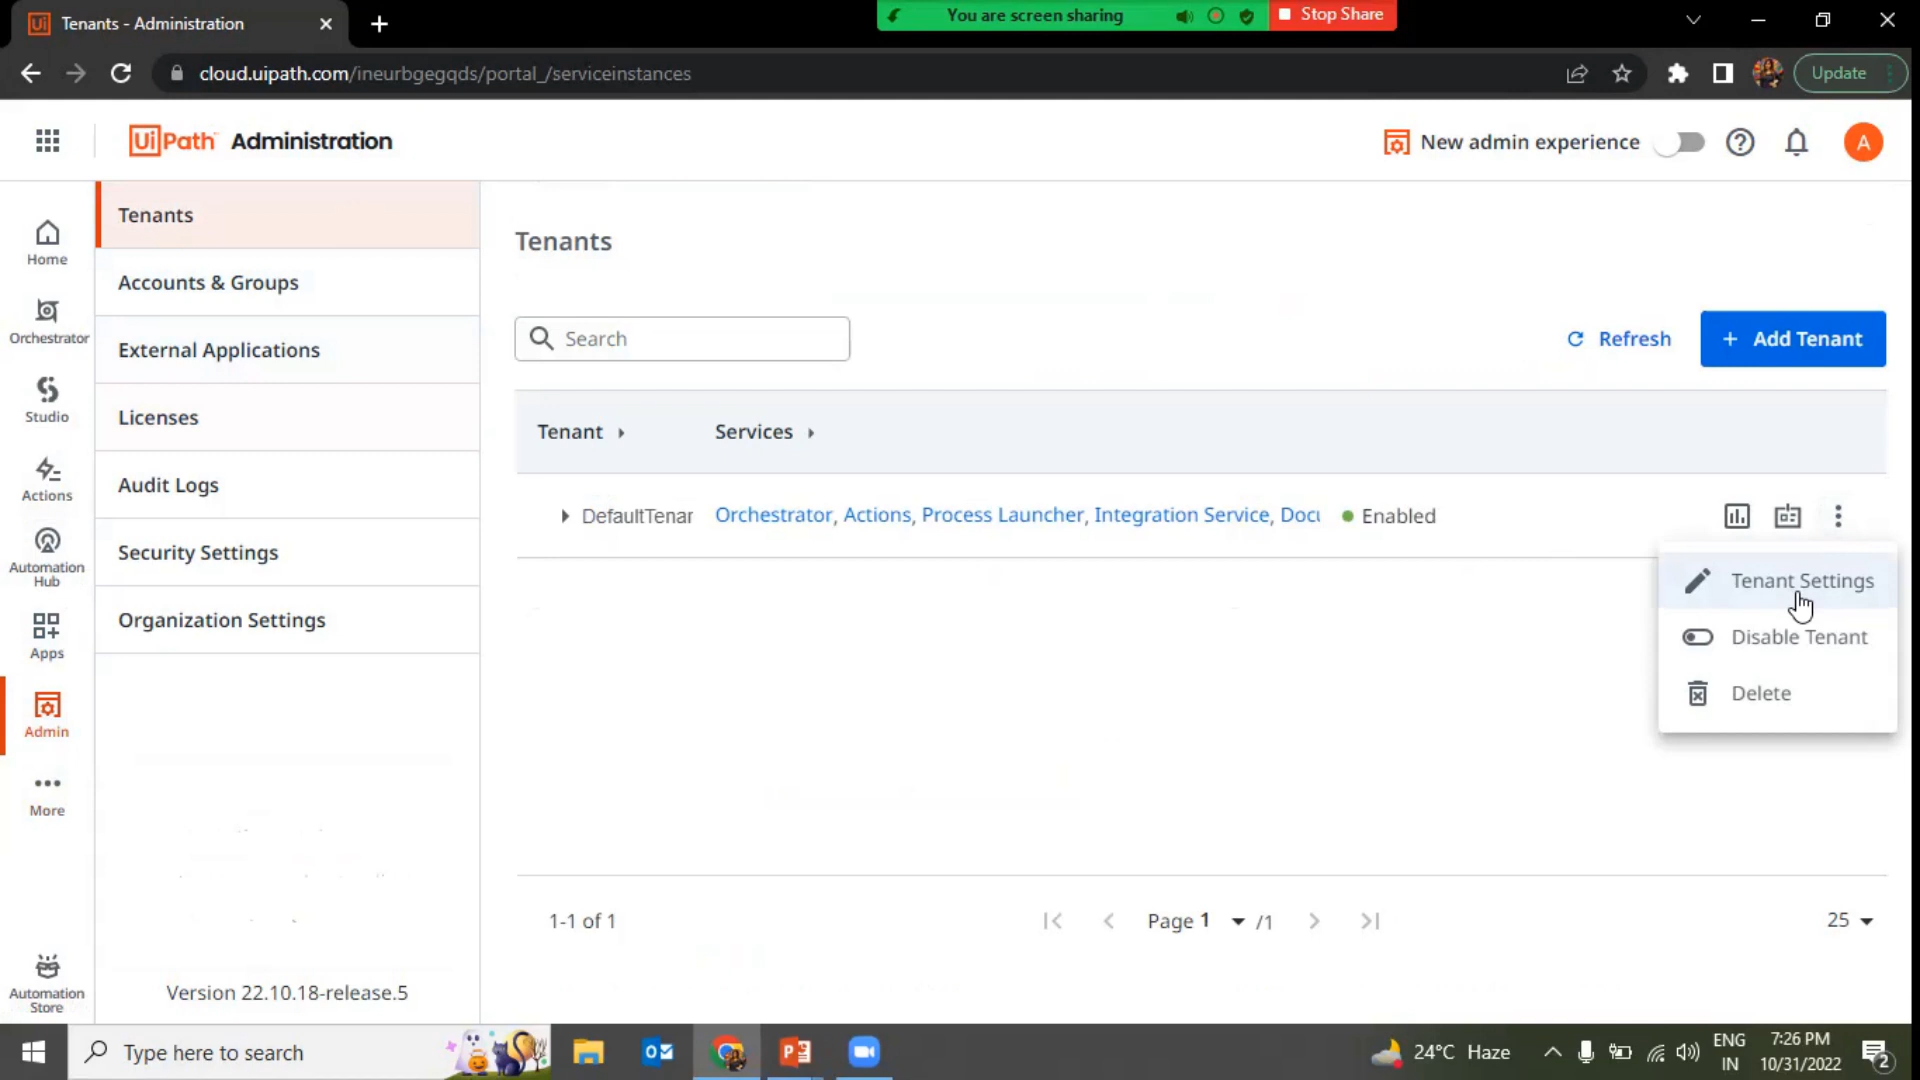 Tenants - Administration
You are screen sharing
Stop Share
cloud.uipath.com/ineurbgegqds/portal_/serviceinstances
Update
UiPath Administration
New admin experience
A
Home
Orchestrator
Studio
Actions
Automation
Hub
Apps
Admin
More
Automation
Store
Tenants
Accounts & Groups
External Applications
Licenses
Audit Logs
Security Settings
Organization Settings
Version 22.10.18-release.5
Tenants
Search
Refresh
+ Add Tenant
Tenant
Services
DefaultTenar
Orchestrator, Actions, Process Launcher, Integration Service, Docu
Enabled
Tenant Settings
Disable Tenant
Delete
1-1 of 1
Page 1 /1
25
Type here to search
24°C Haze
ENG
IN
7:26 PM
10/31/2022
2